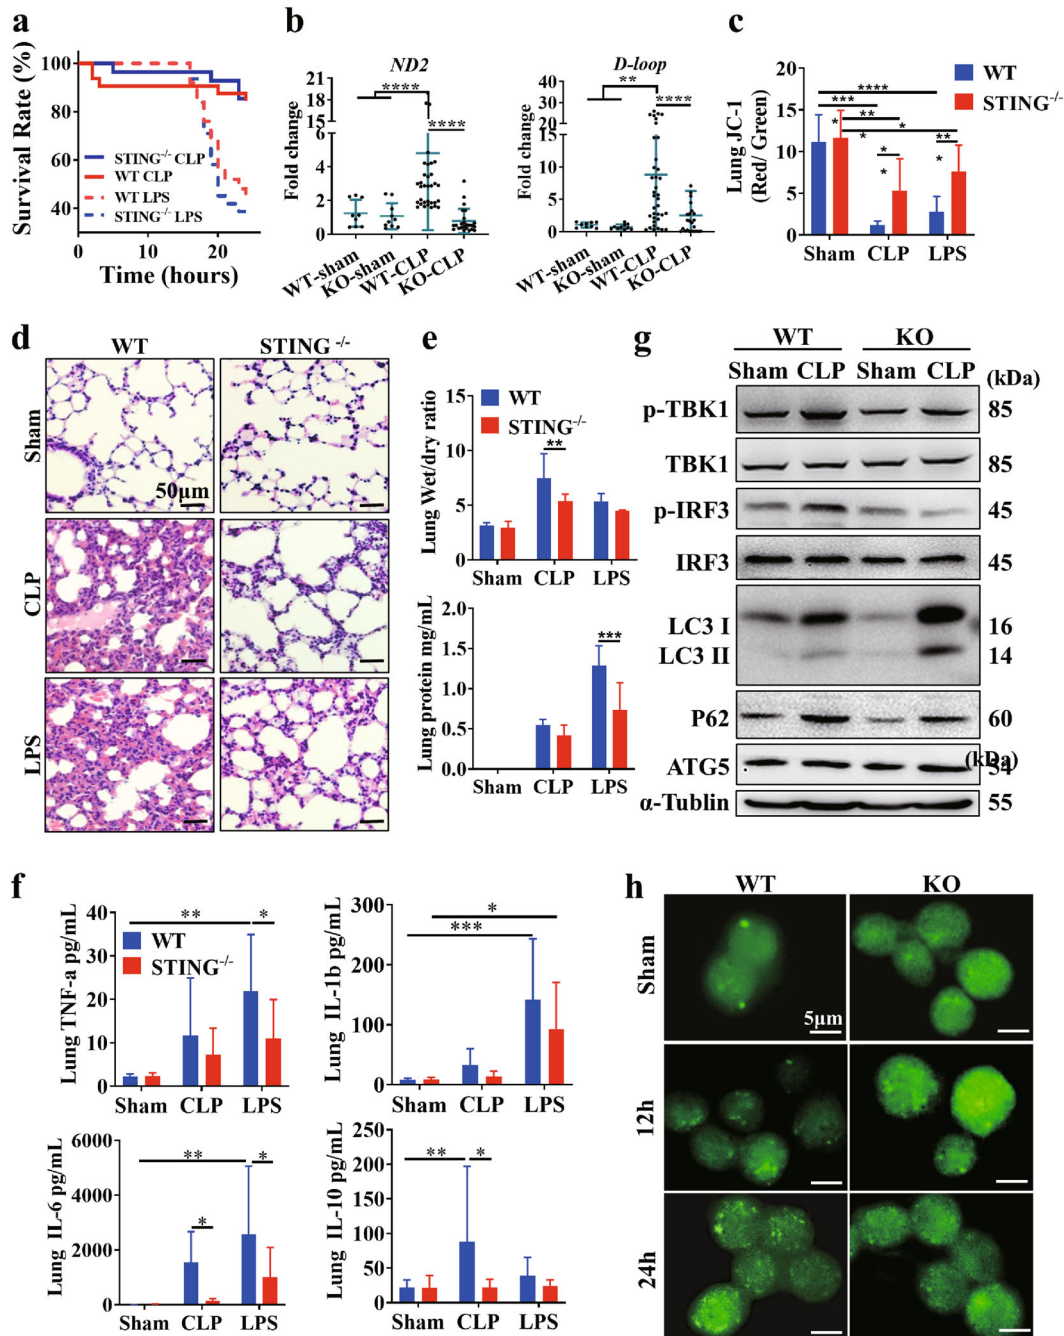 a
Survival Rate (%)
100
80
60
40
STING⁻/⁻ CLP
WT CLP
WT LPS
STING⁻/⁻ LPS
0
10
20
Time (hours)
b
ND2
Fold change
21
18
15
12
6
4
2
0
****
****
WT-sham
KO-sham
WT-CLP
KO-CLP
D-loop
Fold change
40
30
20
15
10
5
0
**
****
WT-sham
KO-sham
WT-CLP
KO-CLP
c
Lung JC-1
(Red/ Green)
20
15
10
5
0
WT
STING⁻/⁻
****
***
**
*
*
*
*
*
**
*
*
Sham
CLP
LPS
d
WT
STING ⁻/⁻
Sham
50μm
CLP
LPS
e
Lung Wet/dry ratio
15
10
5
0
WT
STING⁻/⁻
**
Sham
CLP
LPS
Lung protein mg/mL
2.0
1.5
1.0
0.5
0.0
***
Sham
CLP
LPS
g
WT
KO
Sham CLP Sham CLP
(kDa)
p-TBK1
85
TBK1
85
p-IRF3
45
IRF3
45
LC3 I
16
LC3 II
14
P62
60
(kDa)
ATG5
54
α-Tublin
55
f
Lung TNF-a pg/mL
40
30
20
10
0
WT
STING⁻/⁻
**
*
Sham
CLP
LPS
Lung IL-1b pg/mL
300
200
100
0
*
***
Sham
CLP
LPS
Lung IL-6 pg/mL
6000
4000
2000
0
**
*
*
Sham
CLP
LPS
Lung IL-10 pg/mL
250
200
150
100
50
0
**
*
Sham
CLP
LPS
h
WT
KO
Sham
5μm
12h
24h